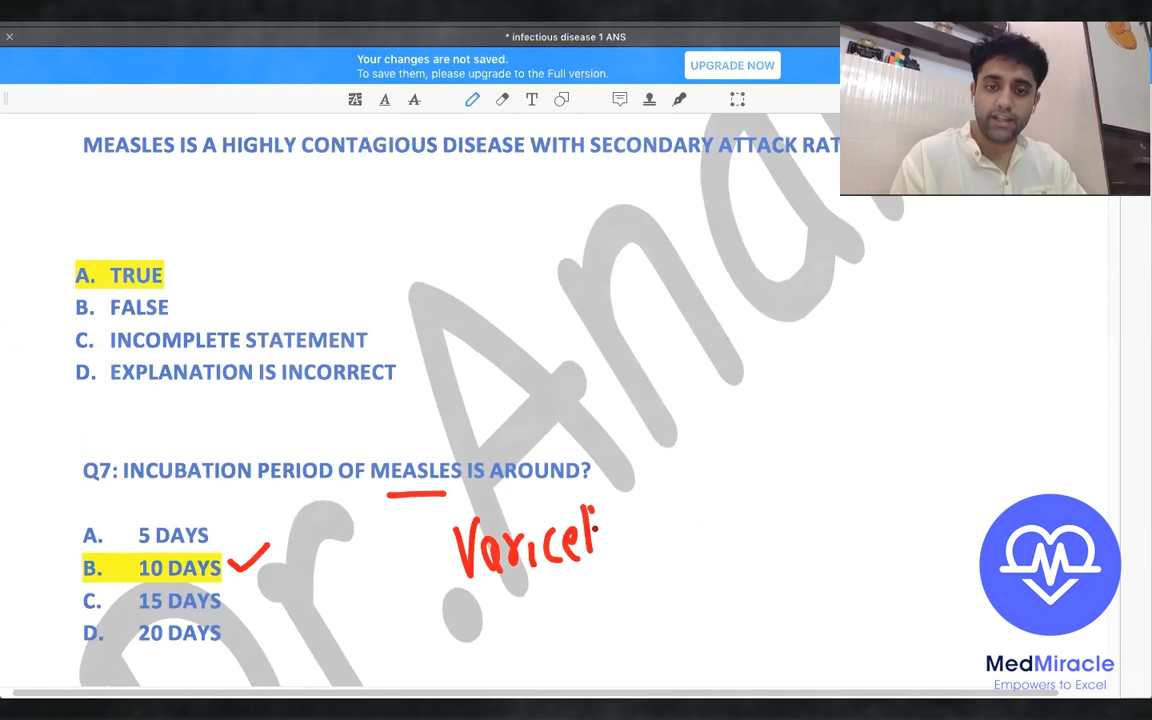 * infectious disease 1 ANS
Your changes are not saved.
To save them, please upgrade to the Full version.
UPGRADE NOW
MEASLES IS A HIGHLY CONTAGIOUS DISEASE WITH SECONDARY ATTACK RAT
A. TRUE
B. FALSE
C. INCOMPLETE STATEMENT
D. EXPLANATION IS INCORRECT
Q7: INCUBATION PERIOD OF MEASLES IS AROUND?
A. 5 DAYS
B. 10 DAYS
C. 15 DAYS
D. 20 DAYS
Varicel
Dr. Anan
MedMiracle
Empowers to Excel